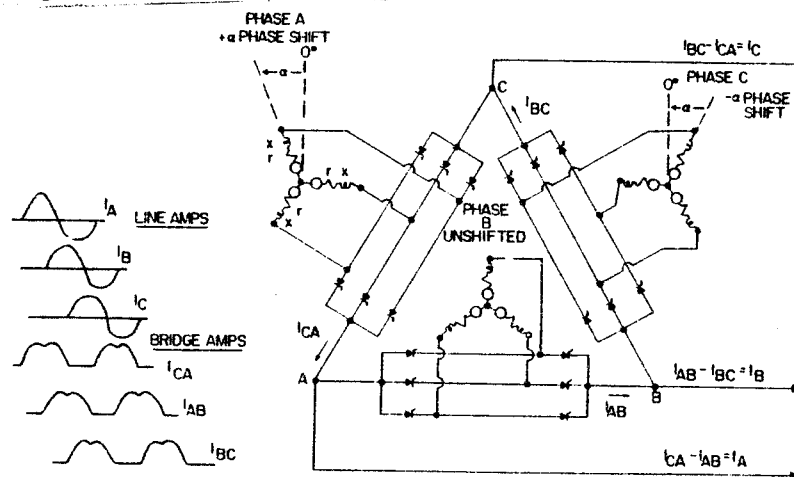 PHASE A
+α PHASE SHIFT
0°
α
I_BC-I_CA=I_C
C
I_BC
0°
PHASE C
-α PHASE
SHIFT
α
x
r
r x
r
x
PHASE
B
UNSHIFTED
I_A
LINE AMPS
I_B
I_C
BRIDGE AMPS
I_CA
I_AB
I_BC
I_CA
A
I_AB
B
I_AB-I_BC=I_B
I_CA-I_AB=I_A